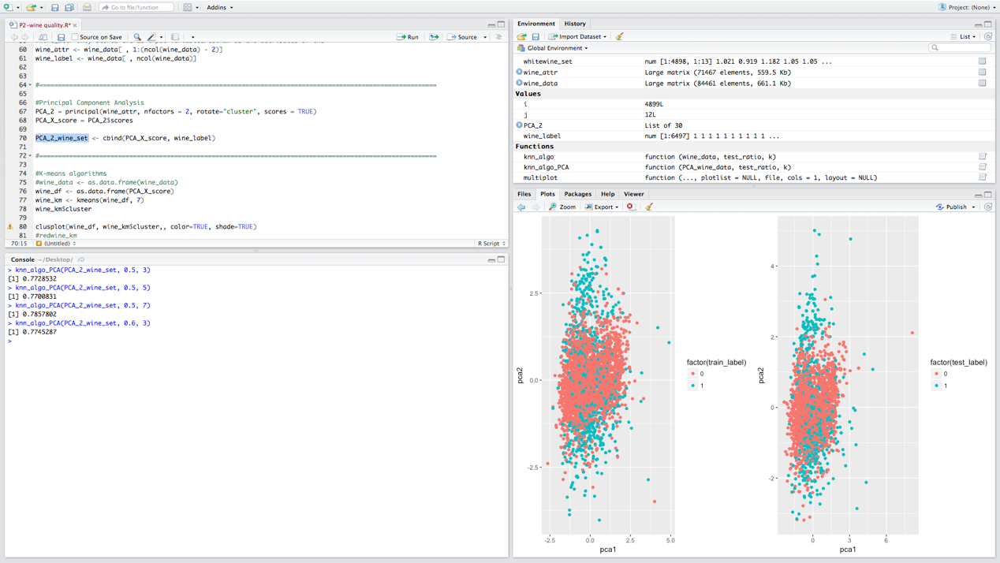 Go to file/function
Addins
Project: (None)
P2-wine quality.R*
Source on Save
Run
Source
60 wine_attr <- wine_data[ , 1:(ncol(wine_data) - 2)]
61 wine_label <- wine_data[ , ncol(wine_data)]
62
63
64 #=========================================================================================================
65
66 #Principal Component Analysis
67 PCA_2 = principal(wine_attr, nfactors = 2, rotate="cluster", scores = TRUE)
68 PCA_X_score = PCA_2$scores
69
70 PCA_2_wine_set <- cbind(PCA_X_score, wine_label)
71
72 #=========================================================================================================
73
74 #K-means algorithms
75 #wine_data <- as.data.frame(wine_data)
76 wine_df <- as.data.frame(PCA_X_score)
77 wine_km <- kmeans(wine_df, 7)
78 wine_km$cluster
79
80 clusplot(wine_df, wine_km$cluster,, color=TRUE, shade=TRUE)
81 #redwine_km
70:15 (Untitled) R Script
Console ~/Desktop/
> knn_algo_PCA(PCA_2_wine_set, 0.5, 3)
[1] 0.7728532
> knn_algo_PCA(PCA_2_wine_set, 0.5, 5)
[1] 0.7700831
> knn_algo_PCA(PCA_2_wine_set, 0.5, 7)
[1] 0.7857802
> knn_algo_PCA(PCA_2_wine_set, 0.6, 3)
[1] 0.7745287
>
Environment History
Import Dataset List
Global Environment
whitewine_set num [1:4898, 1:13] 1.021 0.919 1.182 1.05 1.05 ...
wine_attr Large matrix (71467 elements, 559.5 Kb)
wine_data Large matrix (84461 elements, 661.1 Kb)
Values
i 4899L
j 12L
PCA_2 List of 30
wine_label num [1:6497] 1 1 1 1 1 1 1 1 1 1 ...
Functions
knn_algo function (wine_data, test_ratio, k)
knn_algo_PCA function (PCA_wine_data, test_ratio, k)
multiplot function (..., plotlist = NULL, file, cols = 1, layout = NULL)
Files Plots Packages Help Viewer
Zoom Export Publish
pca2
2.5
0.0
-2.5
-2.5 0.0 2.5 5.0
pca1
factor(train_label)
0
1
pca2
4
2
0
-2
0 3 6
pca1
factor(test_label)
0
1